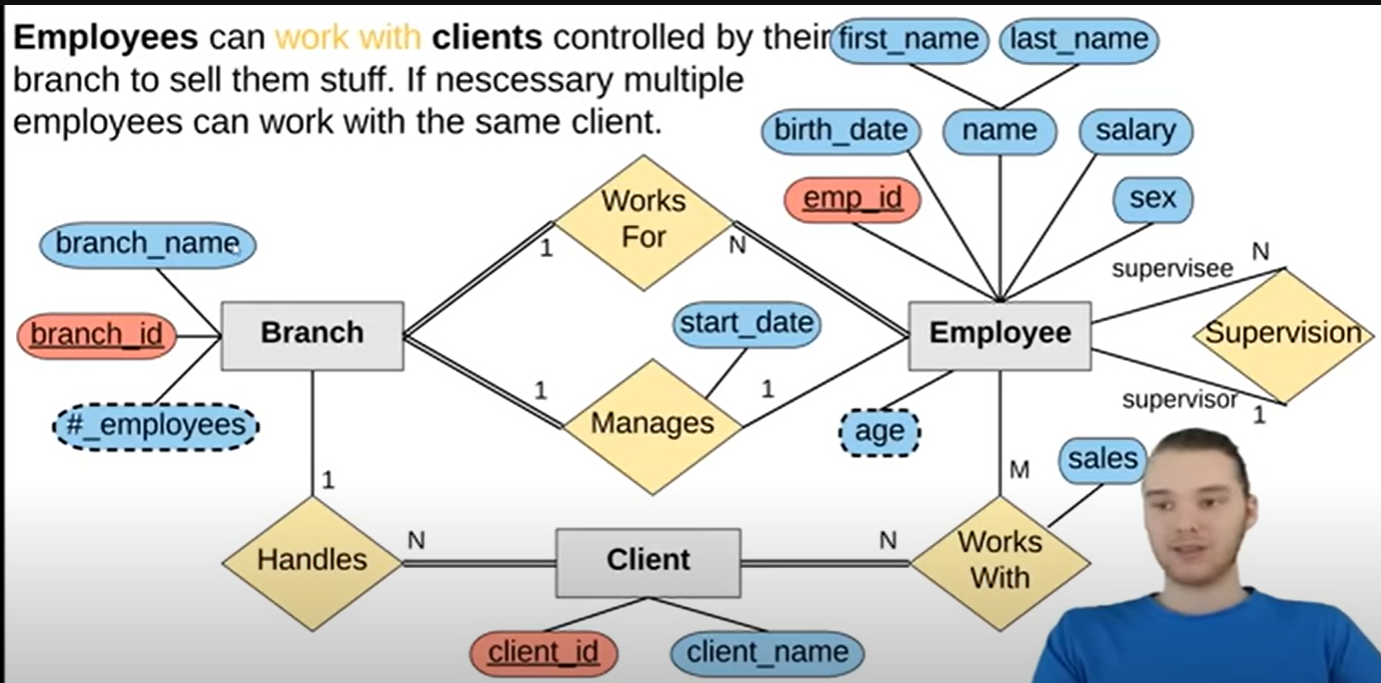 Employees can work with clients controlled by their
branch to sell them stuff. If nescessary multiple
employees can work with the same client.
first_name
last_name
birth_date
name
salary
emp_id
sex
Works
For
1
N
branch_name
branch_id
#_employees
Branch
start_date
Employee
supervisee
N
Supervision
supervisor
1
1
Manages
1
age
M
sales
1
Handles
N
Client
N
Works
With
client_id
client_name